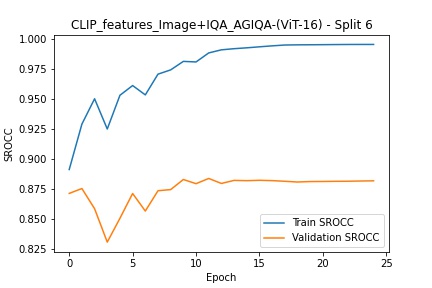 CLIP_features_Image+IQA_AGIQA-(ViT-16) - Split 6
1.000
0.975
0.950
0.925
0.900
0.875
0.850
0.825
SROCC
Train SROCC
Validation SROCC
0 5 10 15 20 25
Epoch